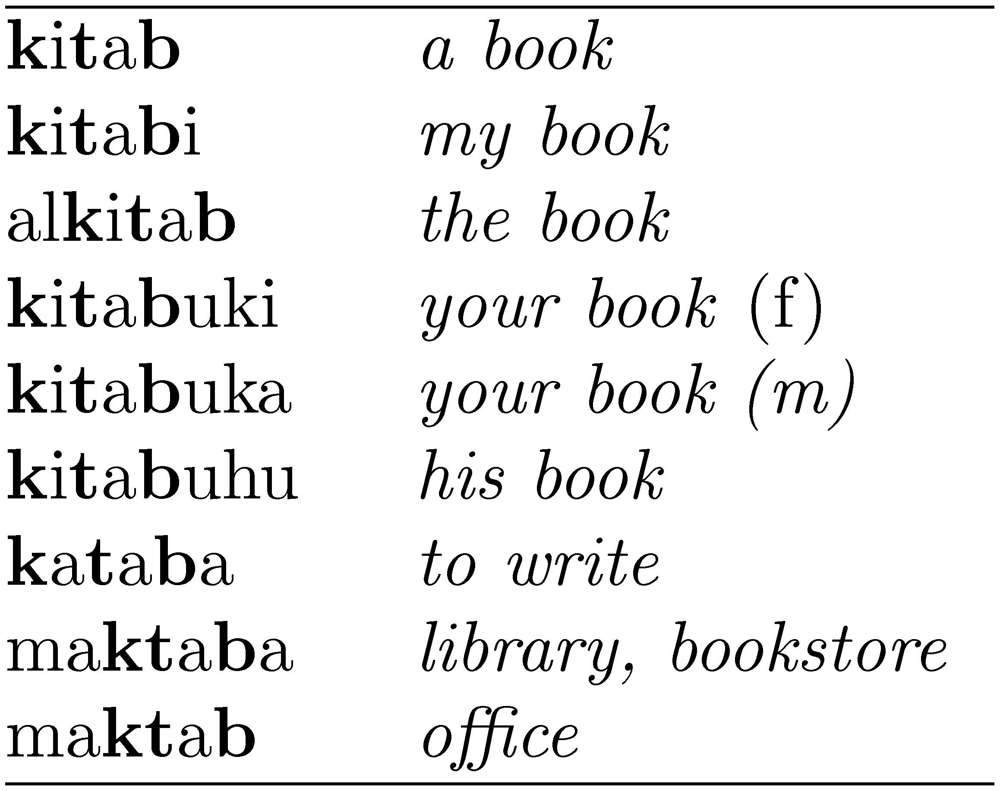 kitab a book
kitabi my book
alkitab the book
kitabuki your book (f)
kitabuka your book (m)
kitabuhu his book
kataba to write
maktaba library, bookstore
maktab office